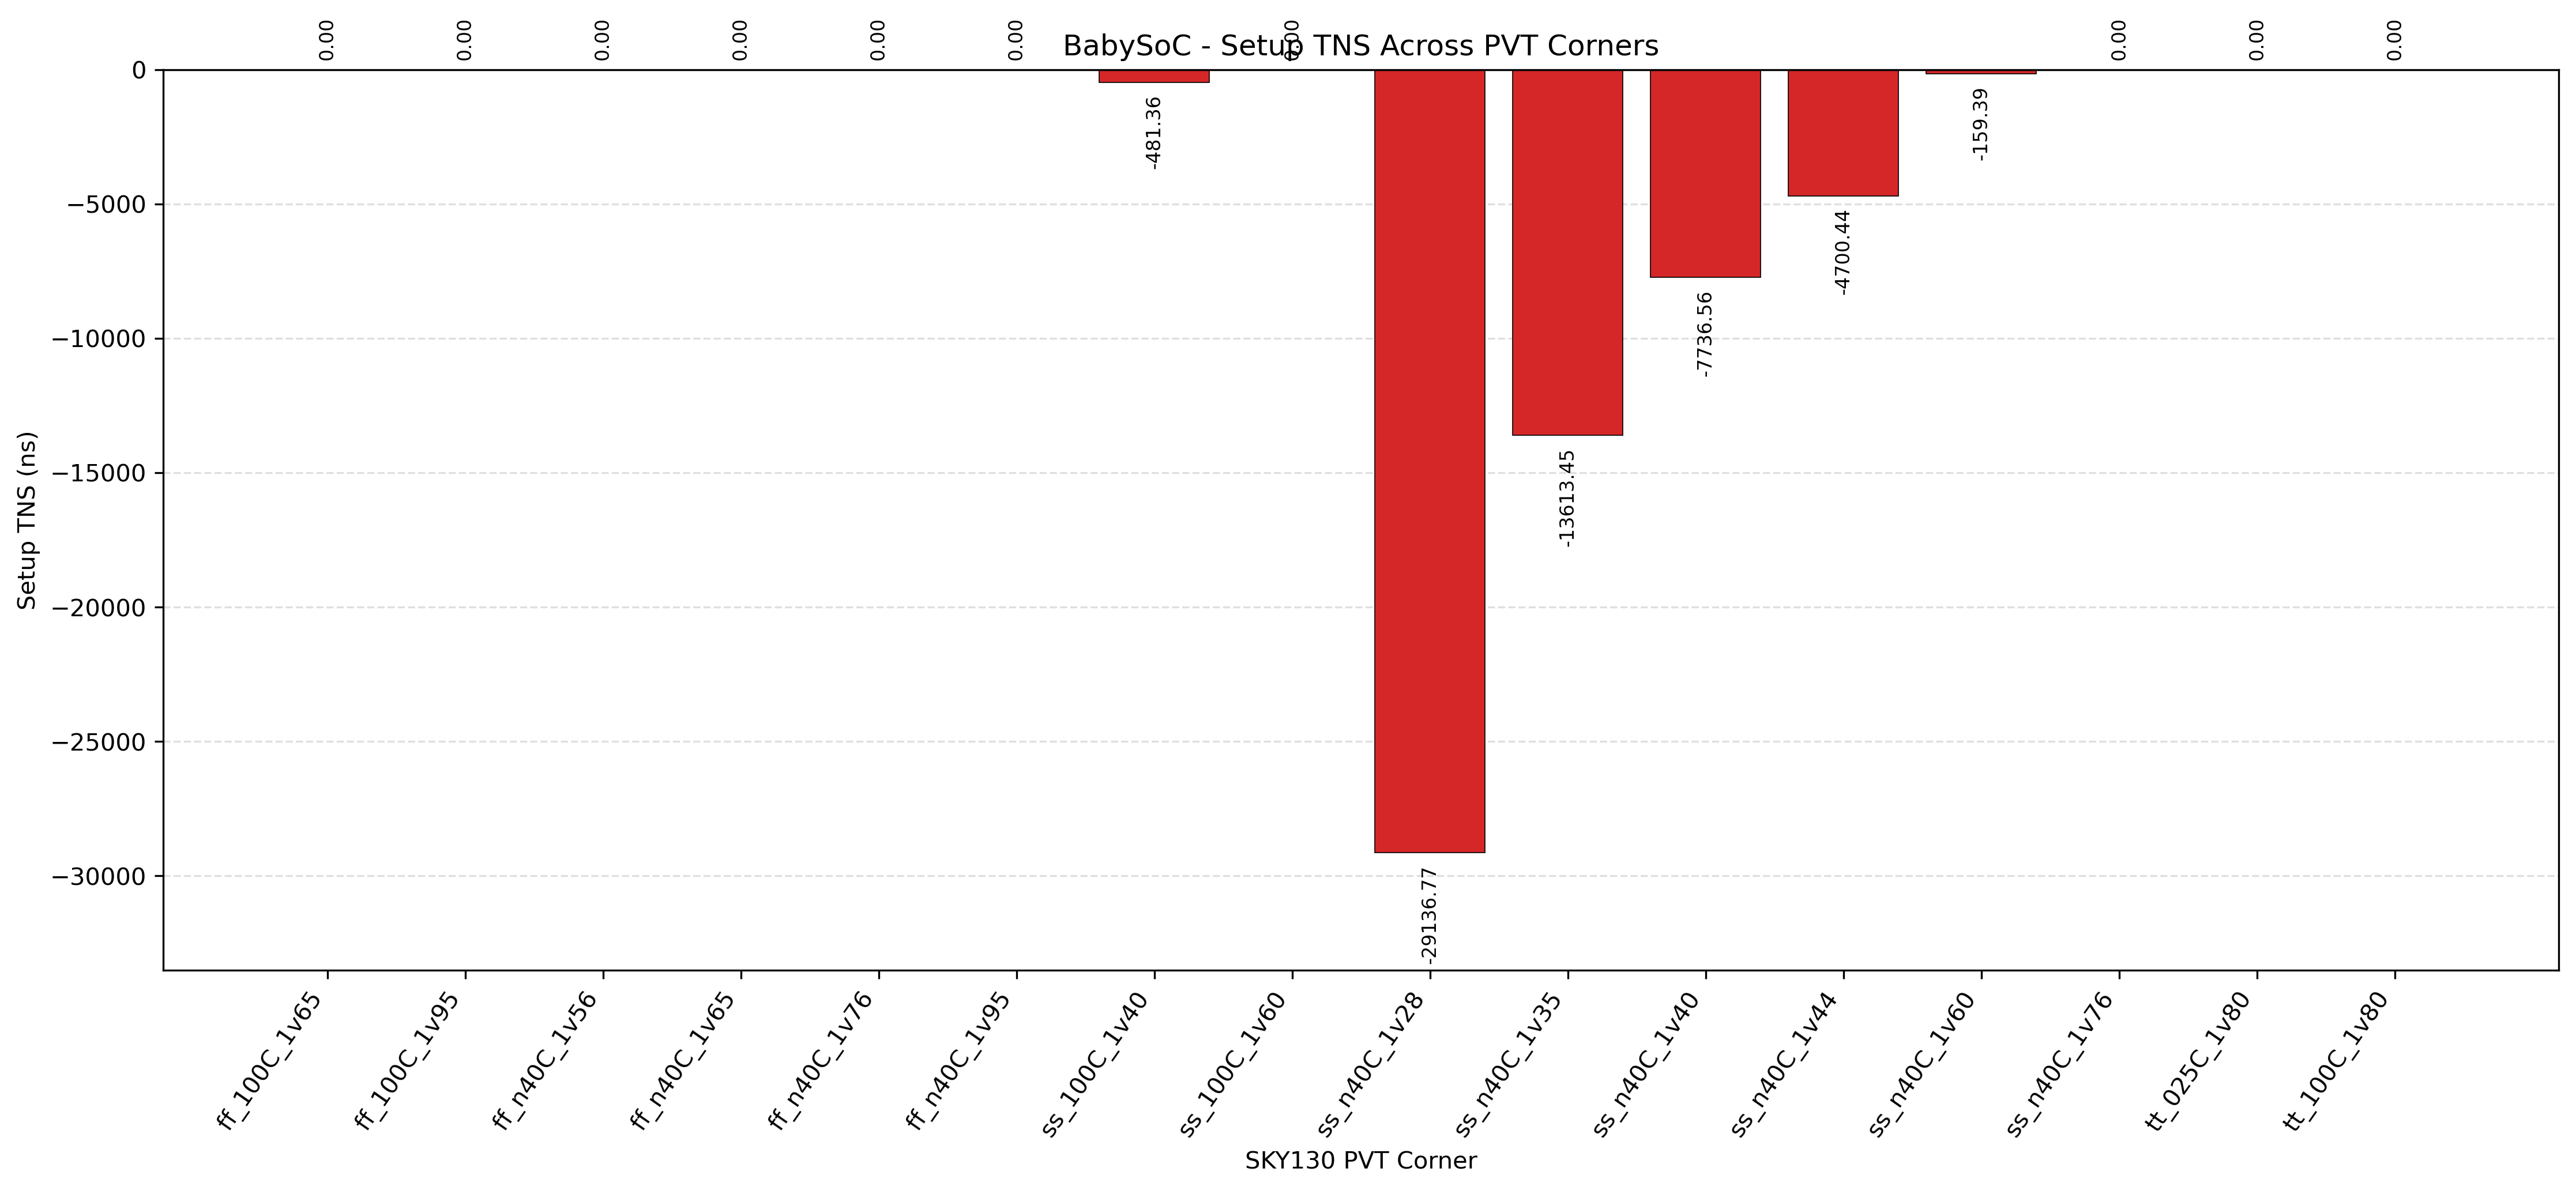 BabySoC - Setup TNS Across PVT Corners
0.00
0.00
0.00
0.00
0.00
0.00
-481.36
0.00
-29136.77
-13613.45
-7736.56
-4700.44
-159.39
0.00
0.00
0.00
Setup TNS (ns)
0
−5000
−10000
−15000
−20000
−25000
−30000
ff_100C_1v65
ff_100C_1v95
ff_n40C_1v56
ff_n40C_1v65
ff_n40C_1v76
ff_n40C_1v95
ss_100C_1v40
ss_100C_1v60
ss_n40C_1v28
ss_n40C_1v35
ss_n40C_1v40
ss_n40C_1v44
ss_n40C_1v60
ss_n40C_1v76
tt_025C_1v80
tt_100C_1v80
SKY130 PVT Corner